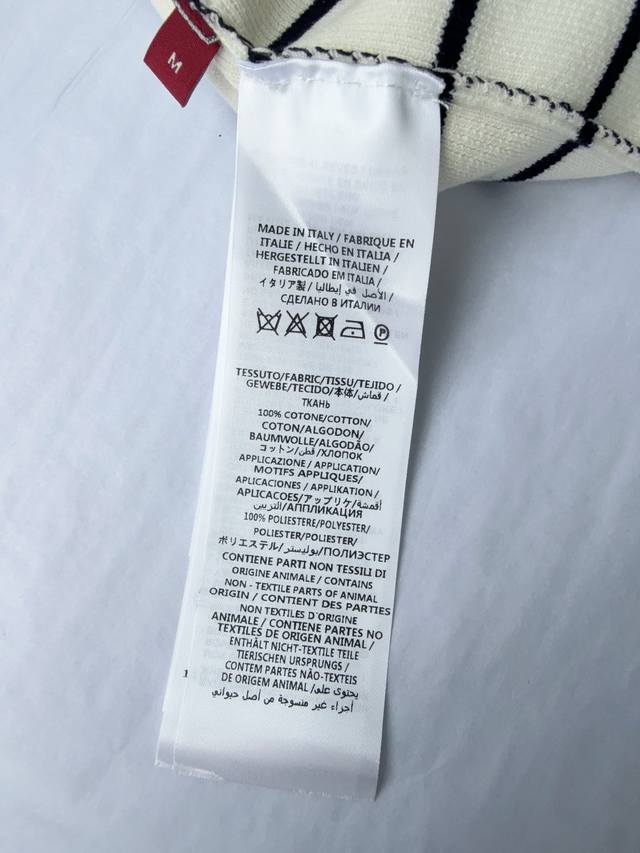 M
MADE IN ITALY / FABRIQUE EN
ITALIE / HECHO EN ITALIA /
HERGESTELLT IN ITALIEN /
FABRICADO EM ITALIA /
イタリア製 / الأصل في إيطاليا /
СДЕЛАНО В ИТАЛИИ
P
TESSUTO/FABRIC/TISSU/TEJIDO/
GEWEBE/TECIDO/本体/قماش/
ТКАНЬ
100% COTONE/COTTON/
COTON/ALGODON/
BAUMWOLLE/ALGODÃO/
コットン/قطن/ХЛОПОК
APPLICAZIONE / APPLICATION/
MOTIFS APPLIQUES/
APLICACIONES / APPLIKATION /
APLICACOES/アップリケ/أقمشة
التزيين/АППЛИКАЦИЯ
100% POLIESTERE/POLYESTER/
POLIESTER/POLIESTER/
ポリエステル/بوليستر/ПОЛИЭСТЕР
CONTIENE PARTI NON TESSILI DI
ORIGINE ANIMALE / CONTAINS
NON - TEXTILE PARTS OF ANIMAL
ORIGIN / CONTIENT DES PARTIES
NON TEXTILES D'ORIGINE
ANIMALE / CONTIENE PARTES NO
TEXTILES DE ORIGEN ANIMAL /
ENTHÄLT NICHT-TEXTILE TEILE
TIERISCHEN URSPRUNGS /
CONTEM PARTES NÃO-TEXTEIS
DE ORIGEM ANIMAL /يحتوى على
أجراء غير منسوجة من أصل حيواني
1